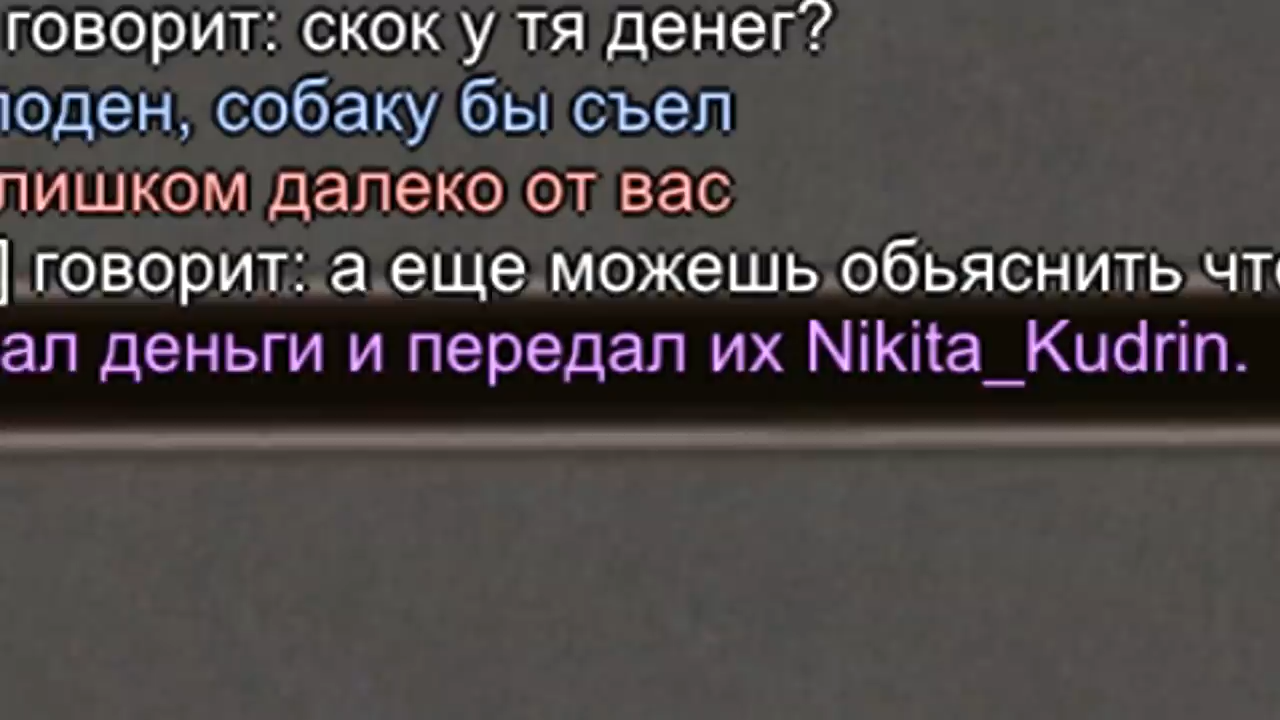 говорит: скок у тя денег?
лоден, собаку бы съел
лишком далеко от вас
] говорит: а еще можешь обьяснить что
ал деньги и передал их Nikita_Kudrin.